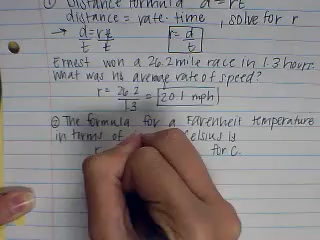 ① Distance formula d = rt
distance = rate · time, solve for r
→ d = rt r = d
t t t
Ernest won a 26.2 mile race in 1.3 hours.
What was his average rate of speed?
r = 26.2 = 20.1 mph
1.3
② The formula for a Farenheit temperature
in terms of Celsius is
for C.